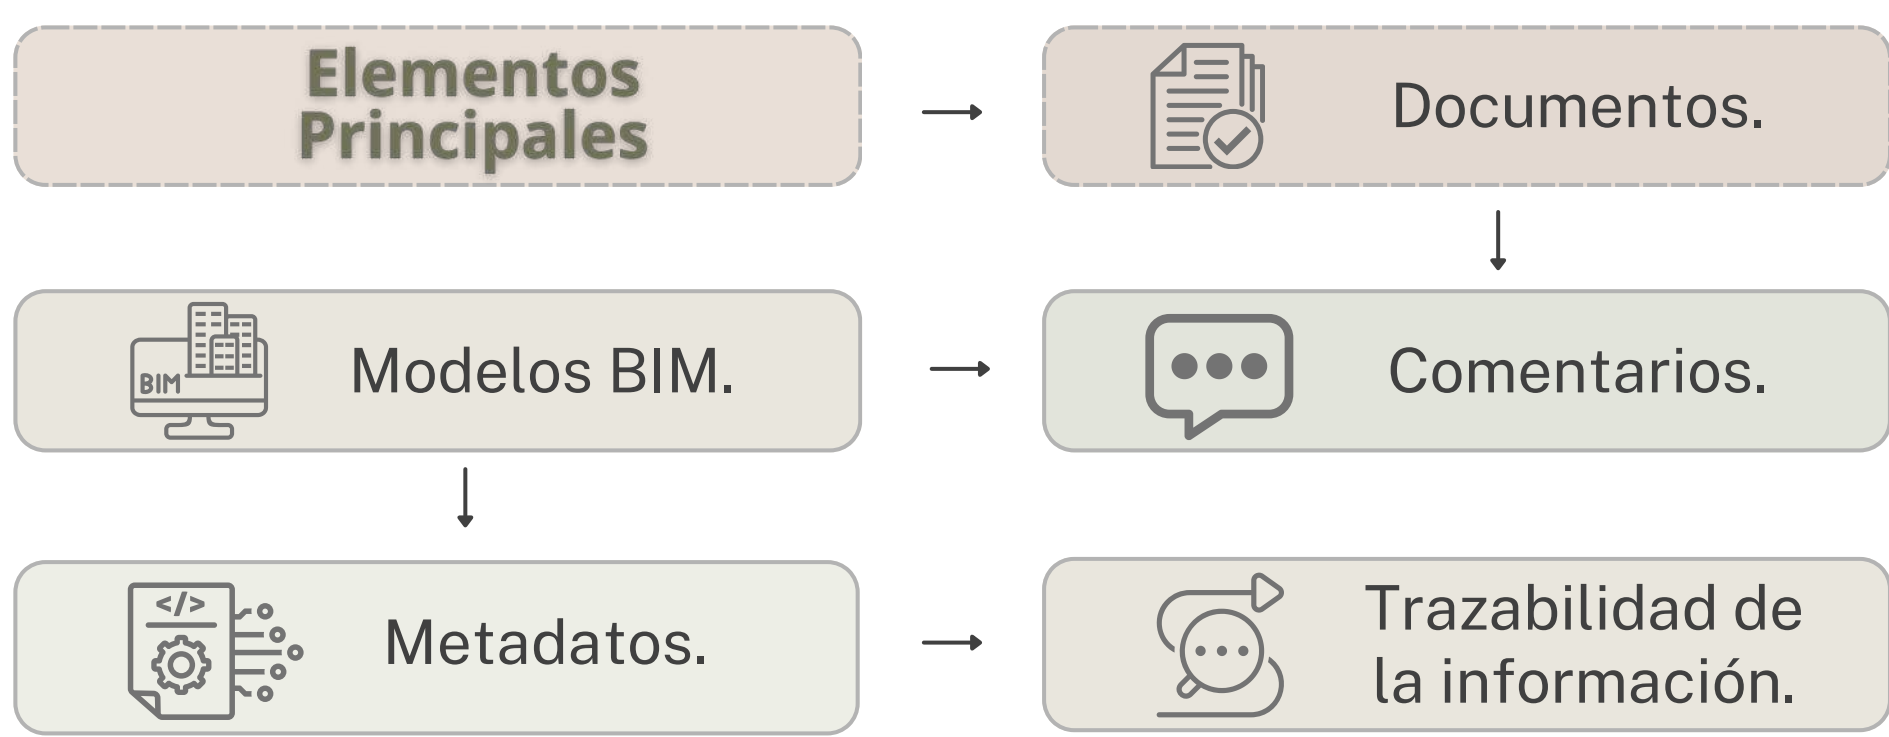 Elementos
Principales
Documentos.
BIM
Modelos BIM.
Comentarios.
</>
Metadatos.
Trazabilidad de
la información.